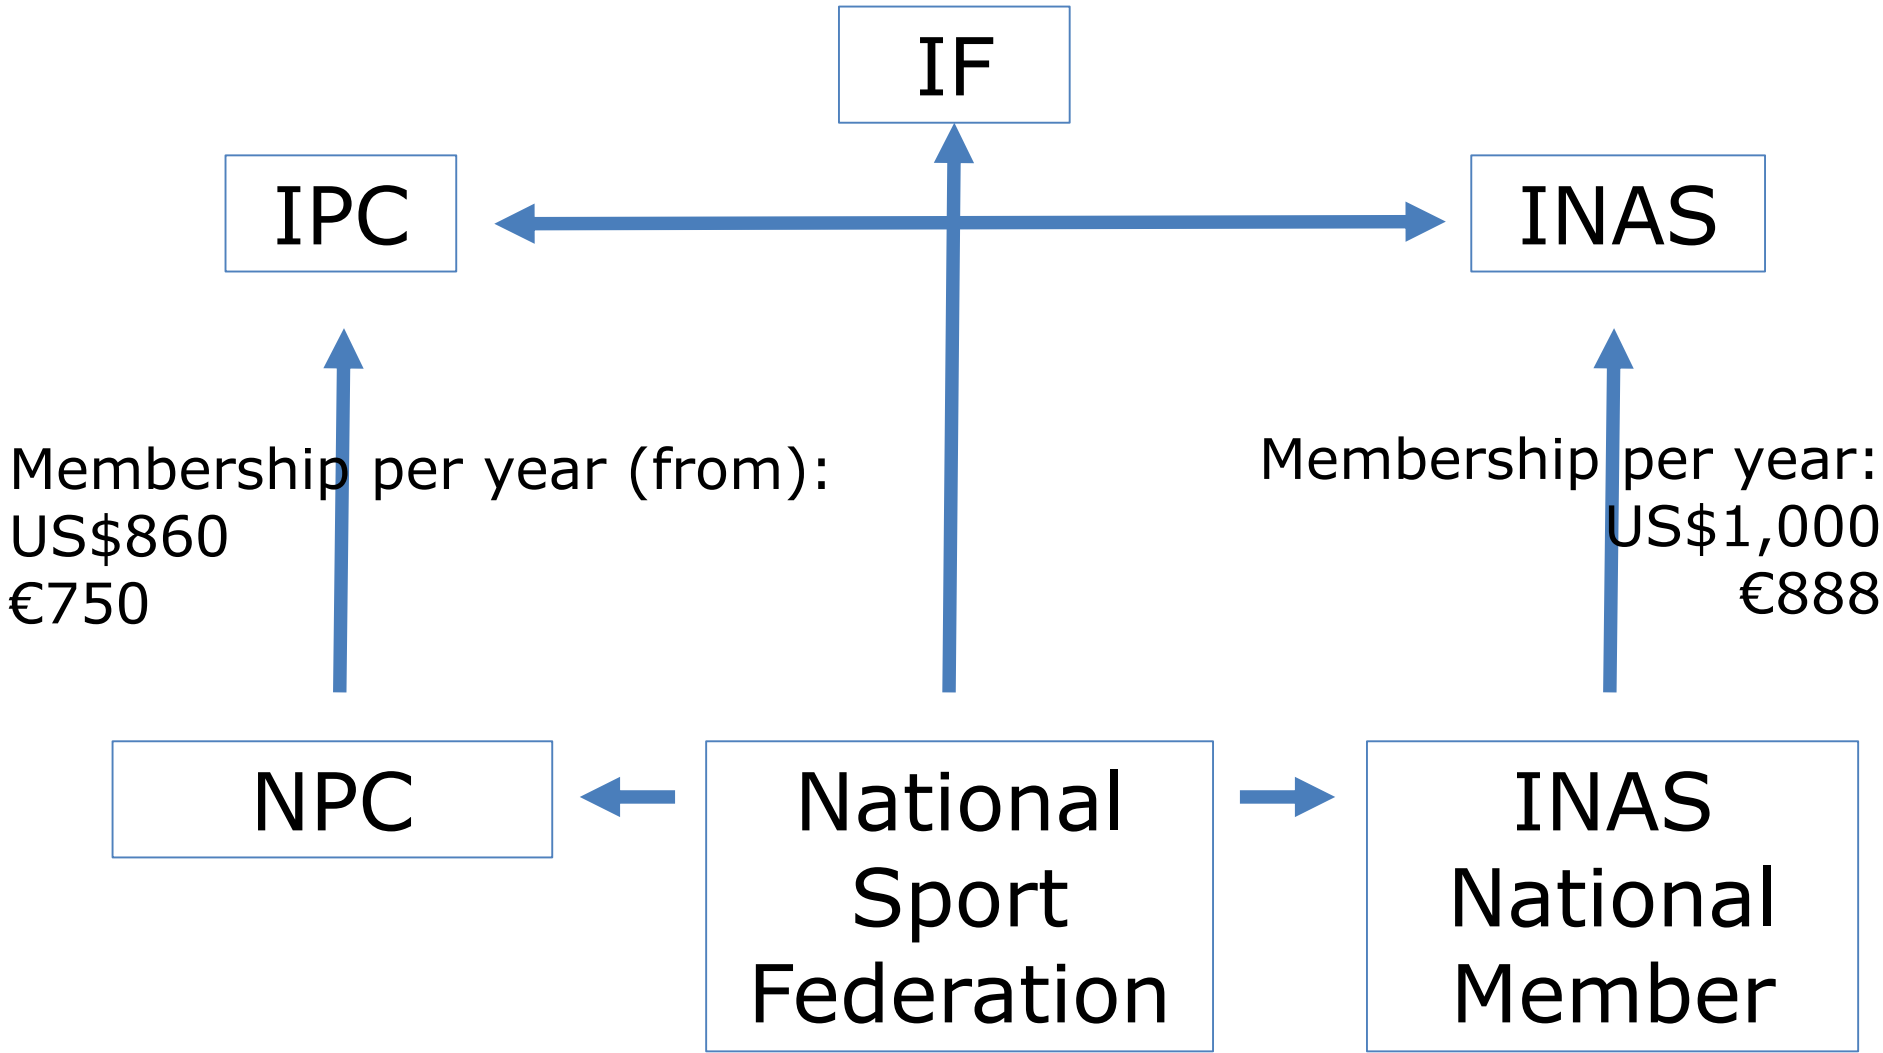 IF
IPC
INAS
Membership per year (from):
US$860
€750
Membership per year:
US$1,000
€888
NPC
National
Sport
Federation
INAS
National
Member